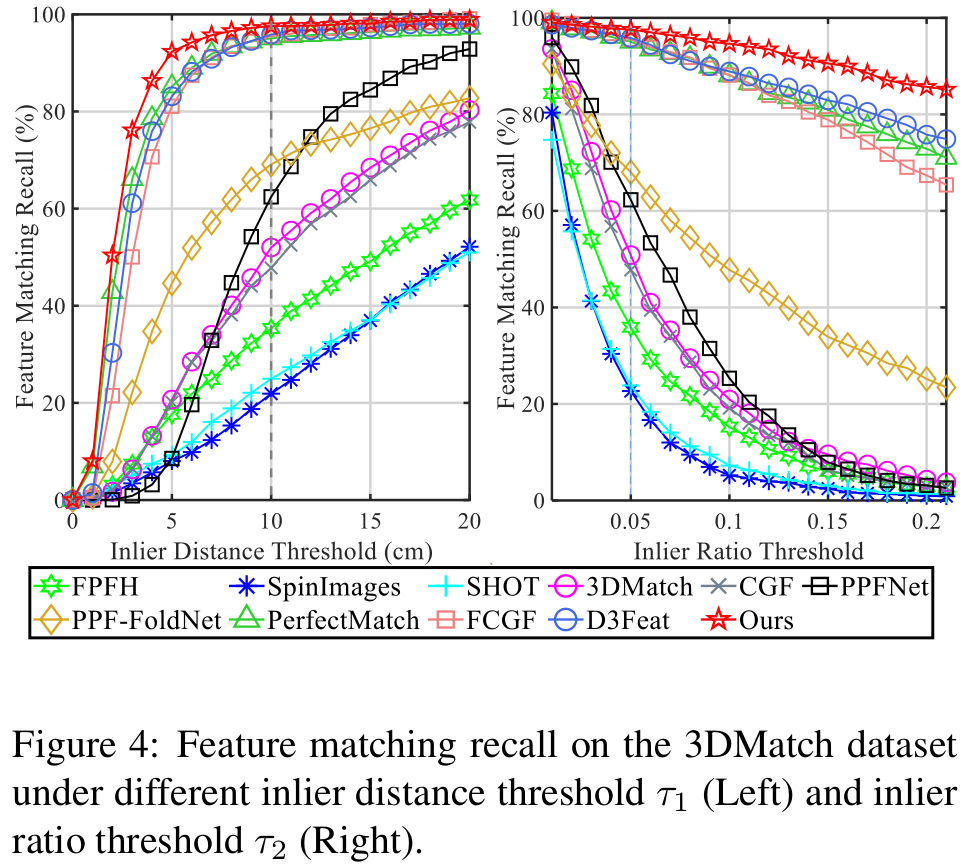 Feature Matching Recall (%)
100
80
60
40
20
0
0
5
10
15
20
Inlier Distance Threshold (cm)
Feature Matching Recall (%)
100
80
60
40
20
0
0.05
0.1
0.15
0.2
Inlier Ratio Threshold
FPFH SpinImages SHOT 3DMatch CGF PPFNet
PPF-FoldNet PerfectMatch FCGF D3Feat Ours
Figure 4: Feature matching recall on the 3DMatch dataset
under different inlier distance threshold τ₁ (Left) and inlier
ratio threshold τ₂ (Right).